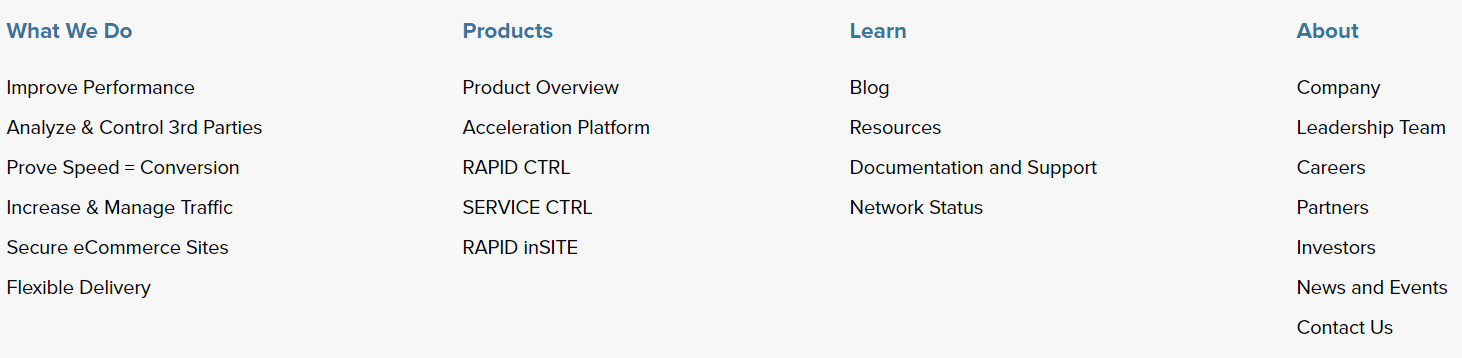 What We Do
Improve Performance
Analyze & Control 3rd Parties
Prove Speed = Conversion
Increase & Manage Traffic
Secure eCommerce Sites
Flexible Delivery
Products
Product Overview
Acceleration Platform
RAPID CTRL
SERVICE CTRL
RAPID inSITE
Learn
Blog
Resources
Documentation and Support
Network Status
About
Company
Leadership Team
Careers
Partners
Investors
News and Events
Contact Us